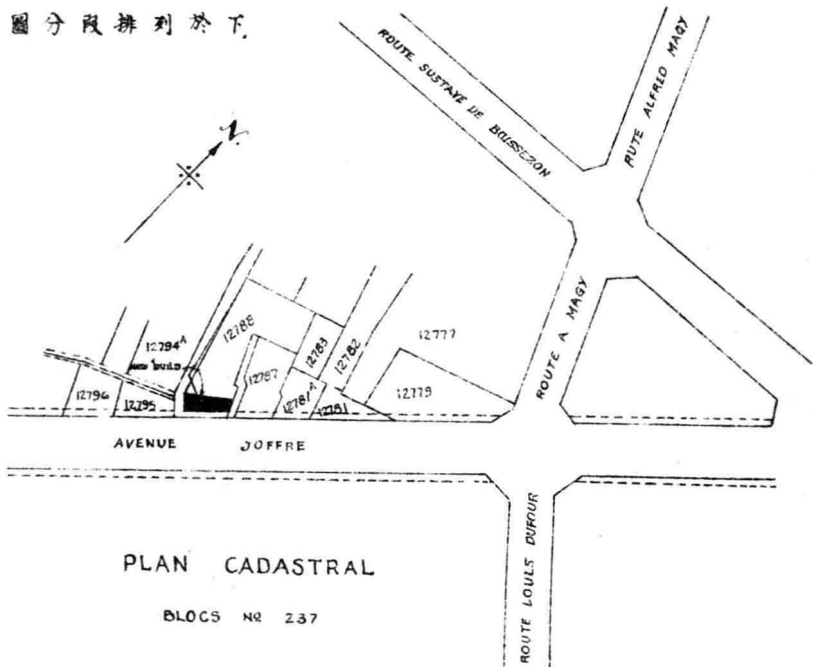 圖分段排列於下
ROUTE SUSTAVE DE BOISSEZON
RUTE ALFRED MAGY
N.
12788
12777
12794A
12783
12782
12787
12779
12796
12795
12781A
12781
ROUTE A MAGY
AVENUE JOFFRE
ROUTE LOUIS DUFOUR
PLAN CADASTRAL
BLOCS No 237